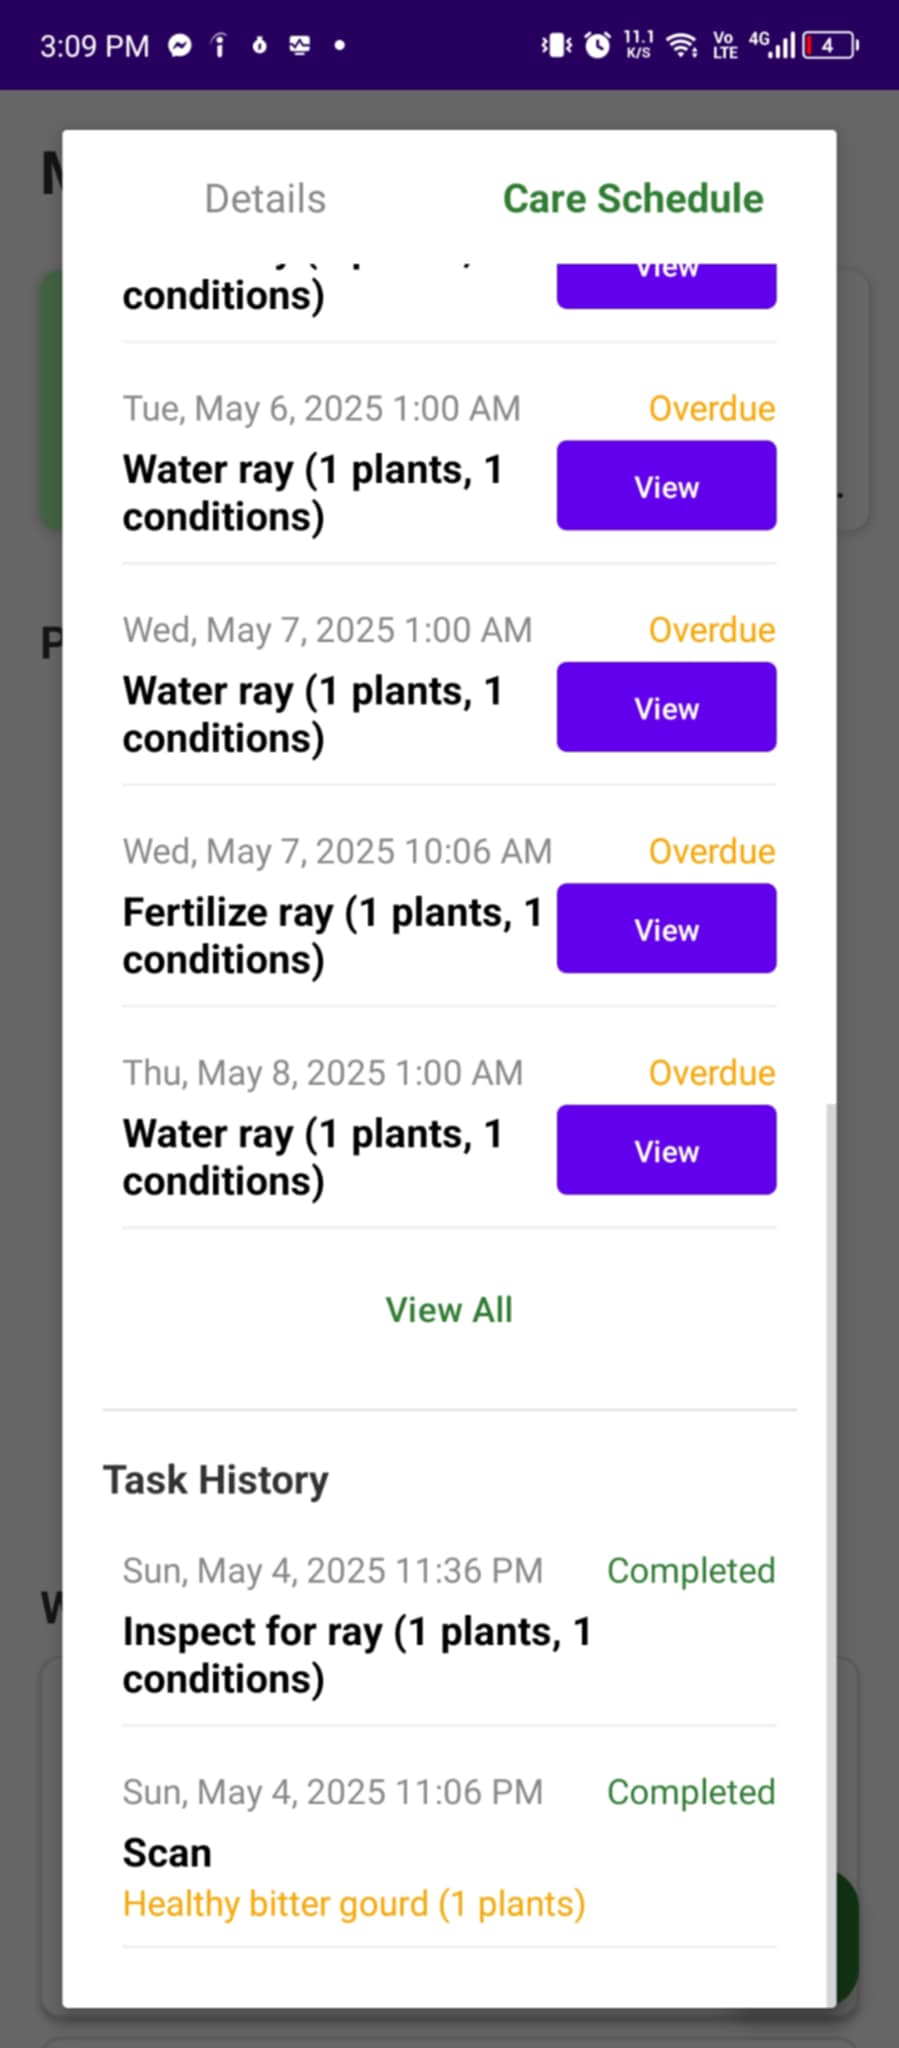 3:09 PM
11.1
K/S
Vo
LTE
4G
4
Details
Care Schedule
View
conditions)
Tue, May 6, 2025 1:00 AM
Overdue
Water ray (1 plants, 1
conditions)
View
Wed, May 7, 2025 1:00 AM
Overdue
Water ray (1 plants, 1
conditions)
View
Wed, May 7, 2025 10:06 AM
Overdue
Fertilize ray (1 plants, 1
conditions)
View
Thu, May 8, 2025 1:00 AM
Overdue
Water ray (1 plants, 1
conditions)
View
View All
Task History
Sun, May 4, 2025 11:36 PM
Completed
Inspect for ray (1 plants, 1
conditions)
Sun, May 4, 2025 11:06 PM
Completed
Scan
Healthy bitter gourd (1 plants)